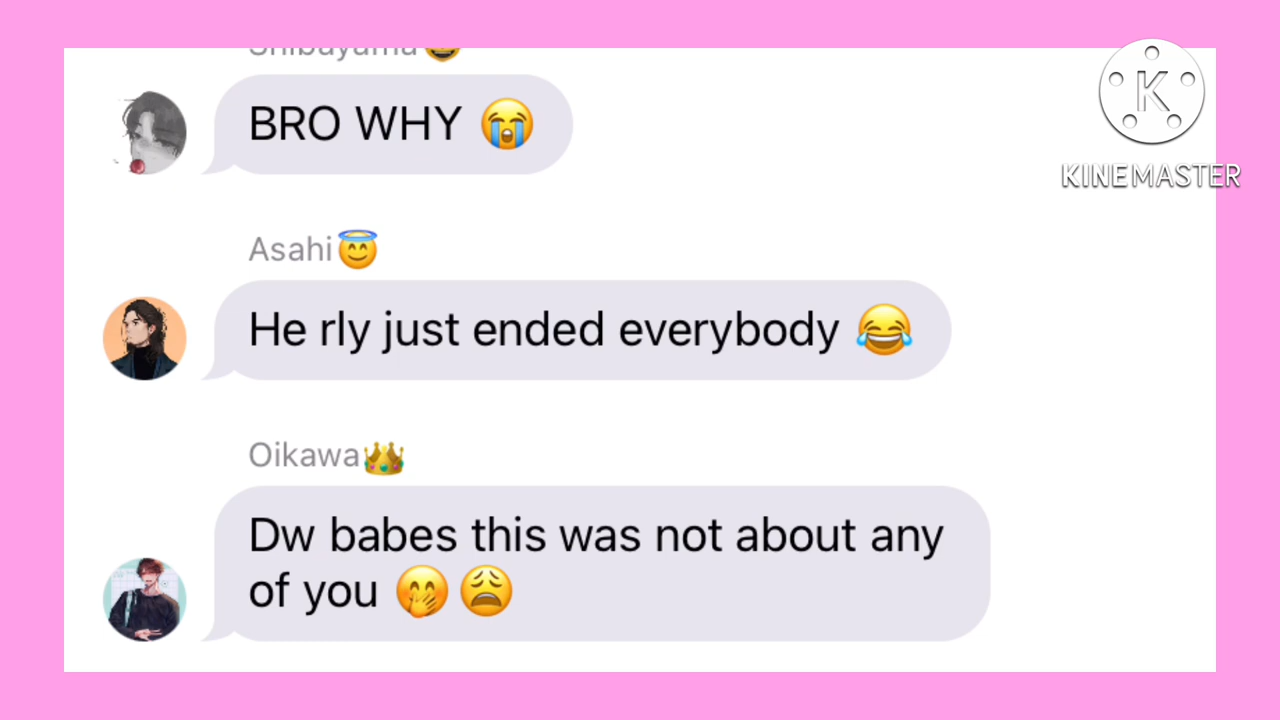 Shibayama😄
BRO WHY 😭
KINEMASTER
Asahi😇
He rly just ended everybody 😂
Oikawa👑
Dw babes this was not about any
of you 🤭😩